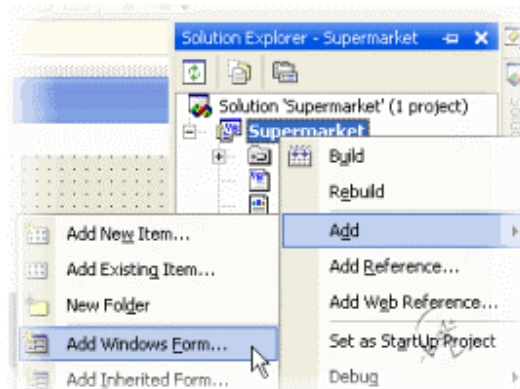 Solution Explorer - Supermarket
Solution 'Supermarket' (1 project)
Supermarket
Build
Rebuild
Add
Add Reference...
Add Web Reference...
Set as StartUp Project
Debug
Add New Item...
Add Existing Item...
New Folder
Add Windows Form...
Add Inherited Form...